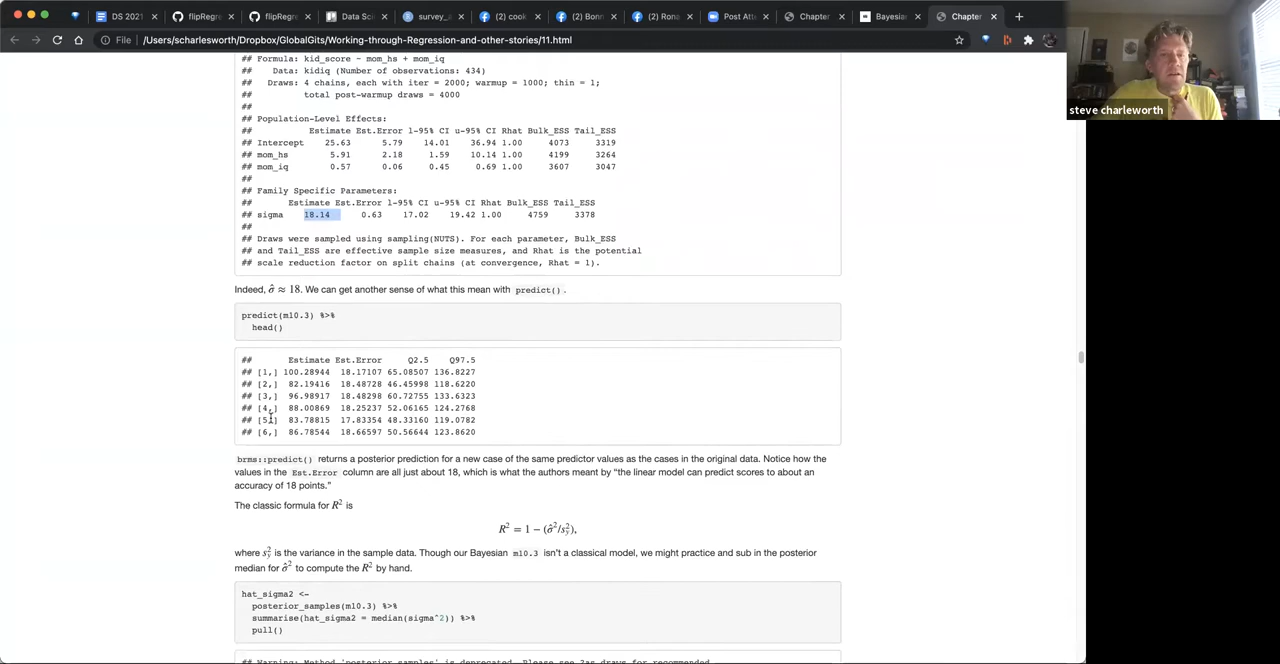 DS 2021
flipRegre
flipRegre
Data Sci
survey_a
(2) cook
(2) Bonn
(2) Rona
Post Att
Chapter
Bayesian
Chapter
File /Users/scharlesworth/Dropbox/GlobalGits/Working-through-Regression-and-other-stories/11.html
steve charleworth
## Formula: kid_score ~ mom_hs + mom_iq
## Data: kidiq (Number of observations: 434)
## Draws: 4 chains, each with iter = 2000; warmup = 1000; thin = 1;
## total post-warmup draws = 4000
##
## Population-Level Effects:
## Estimate Est.Error l-95% CI u-95% CI Rhat Bulk_ESS Tail_ESS
## Intercept 25.63 5.79 14.01 36.94 1.00 4073 3319
## mom_hs 5.91 2.18 1.59 10.14 1.00 4199 3264
## mom_iq 0.57 0.06 0.45 0.69 1.00 3607 3047
##
## Family Specific Parameters:
## Estimate Est.Error l-95% CI u-95% CI Rhat Bulk_ESS Tail_ESS
## sigma 18.14 0.63 17.02 19.42 1.00 4759 3378
##
## Draws were sampled using sampling(NUTS). For each parameter, Bulk_ESS
## and Tail_ESS are effective sample size measures, and Rhat is the potential
## scale reduction factor on split chains (at convergence, Rhat = 1).
Indeed, σ̂ ≈ 18. We can get another sense of what this mean with predict().
predict(m10.3) %>%
head()
## Estimate Est.Error Q2.5 Q97.5
## [1,] 100.28944 18.17107 65.08507 136.8227
## [2,] 82.19416 18.48728 46.45998 118.6220
## [3,] 96.98917 18.48298 60.72755 133.6323
## [4,] 88.00869 18.25237 52.06165 124.2768
## [5,] 83.78815 17.83354 48.33160 119.0782
## [6,] 86.78544 18.66597 50.56644 123.8620
brms::predict() returns a posterior prediction for a new case of the same predictor values as the cases in the original data. Notice how the
values in the Est.Error column are all just about 18, which is what the authors meant by “the linear model can predict scores to about an
accuracy of 18 points.”
The classic formula for R² is
R² = 1 − (σ̂²/s²y),
where s²y is the variance in the sample data. Though our Bayesian m10.3 isn’t a classical model, we might practice and sub in the posterior
median for σ̂² to compute the R² by hand.
hat_sigma2 <-
posterior_samples(m10.3) %>%
summarise(hat_sigma2 = median(sigma^2)) %>%
pull()
## Warning: Method 'posterior_samples' is deprecated. Please see ?as_draws for recommended